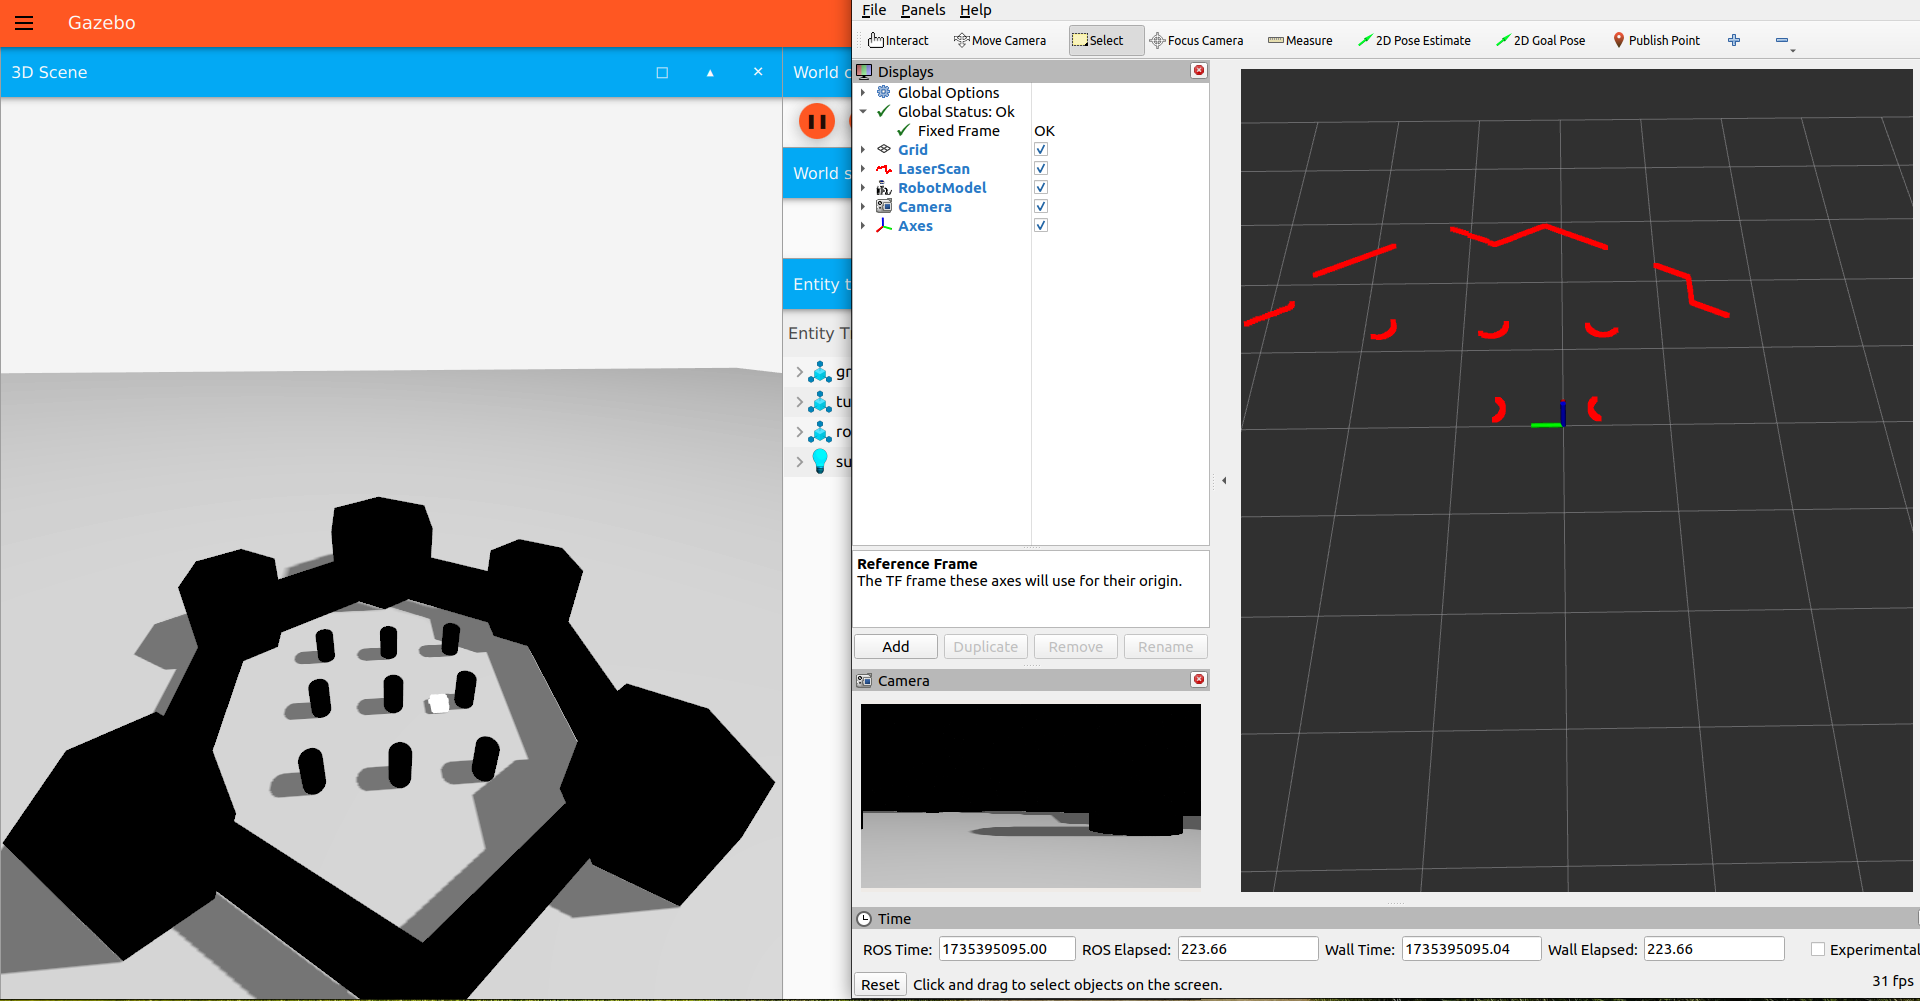 Gazebo
3D Scene
World c
World s
Entity t
Entity T
gr
tu
ro
su
File Panels Help
Interact Move Camera Select Focus Camera Measure 2D Pose Estimate 2D Goal Pose Publish Point
Displays
Global Options
Global Status: Ok
Fixed Frame OK
Grid
LaserScan
RobotModel
Camera
Axes
Reference Frame
The TF frame these axes will use for their origin.
Add Duplicate Remove Rename
Camera
Time
ROS Time: 1735395095.00 ROS Elapsed: 223.66 Wall Time: 1735395095.04 Wall Elapsed: 223.66 Experimental
Reset Click and drag to select objects on the screen. 31 fps